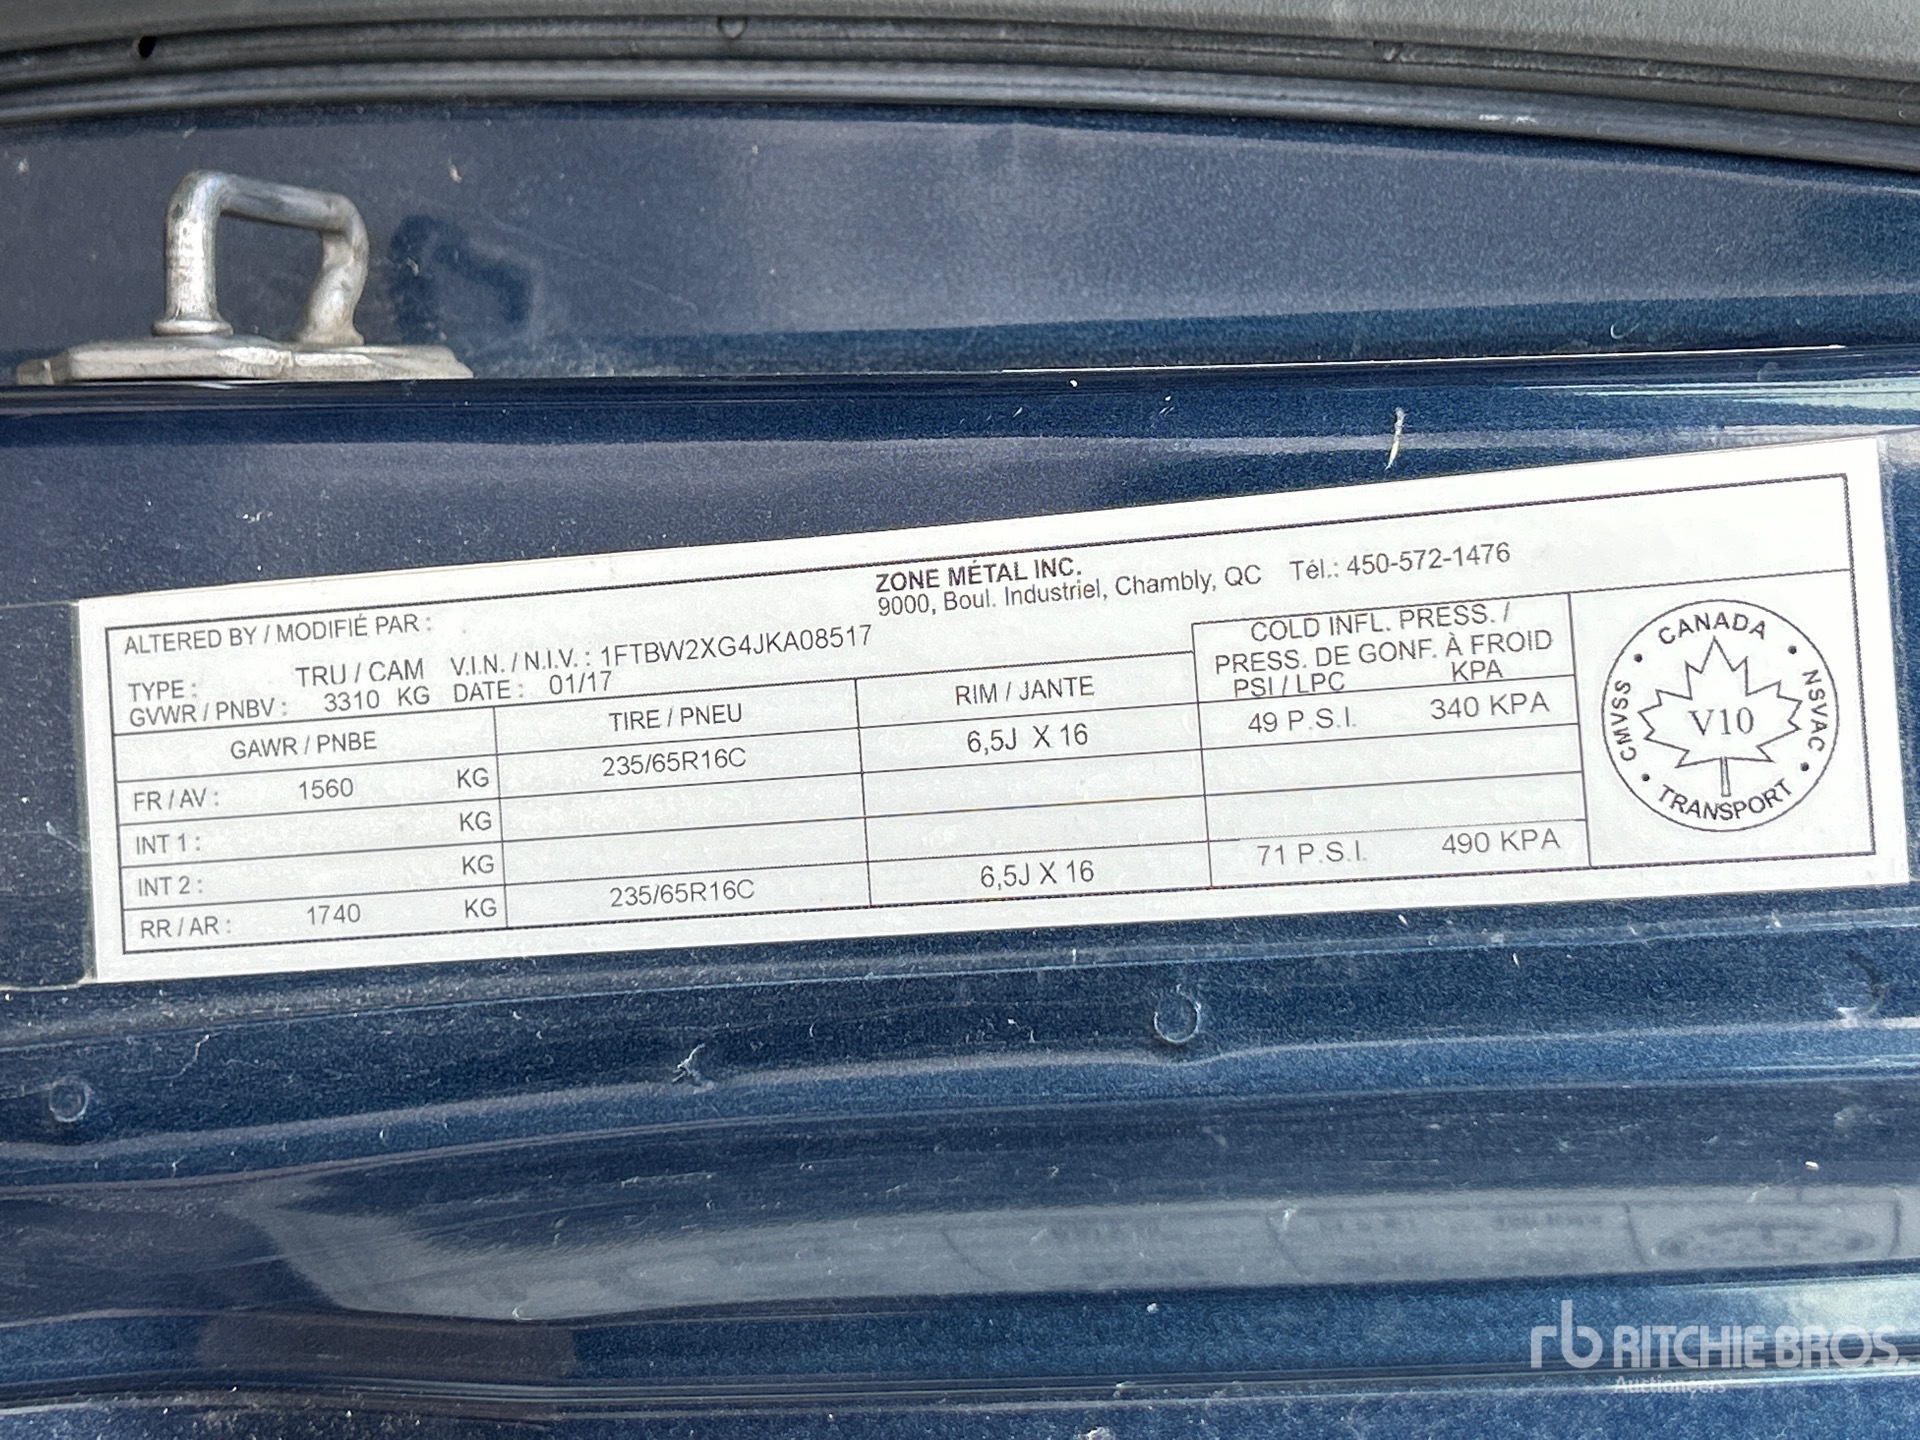 ALTERED BY / MODIFIÉ PAR :
ZONE MÉTAL INC.
9000, Boul. Industriel, Chambly, QC Tél.: 450-572-1476
TYPE : TRU / CAM V.I.N. / N.I.V. : 1FTBW2XG4JKA08517
GVWR / PNBV : 3310 KG DATE : 01/17
GAWR / PNBE TIRE / PNEU RIM / JANTE
COLD INFL. PRESS. /
PRESS. DE GONF. À FROID
PSI / LPC KPA
FR / AV : 1560 KG 235/65R16C 6,5J X 16 49 P.S.I. 340 KPA
INT 1 : KG
INT 2 : KG
RR / AR : 1740 KG 235/65R16C 6,5J X 16 71 P.S.I. 490 KPA
CANADA
CMVSS • NSVAC
V10
TRANSPORT
rb RITCHIE BROS.
Auctioneers